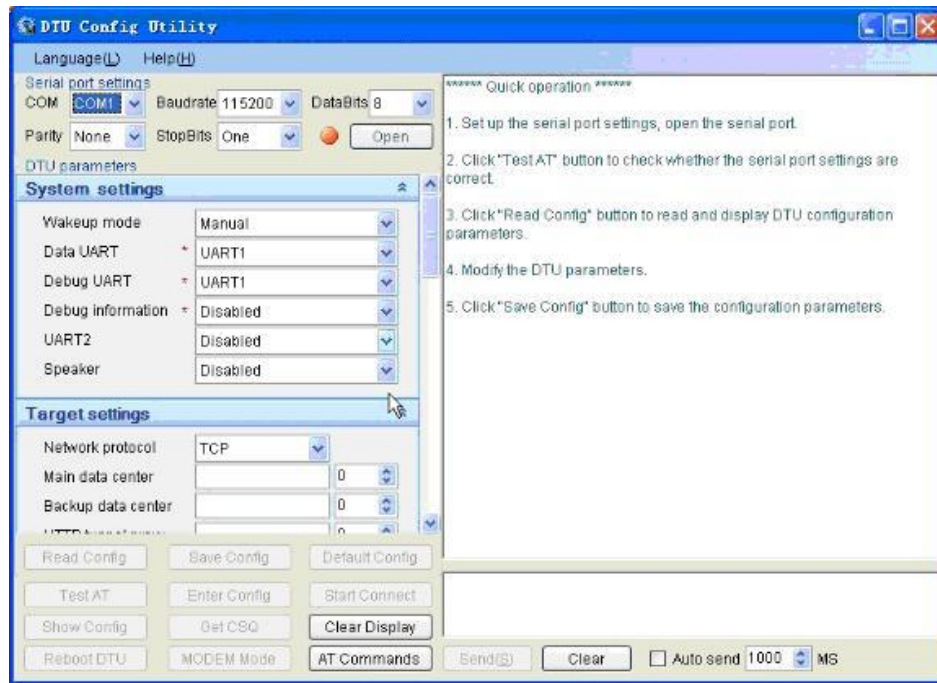 DTU Config Utility
Language(L) Help(H)
Serial port settings
COM COM1 Baudrate 115200 DataBits 8
Parity None StopBits One Open
DTU parameters
System settings
Wakeup mode Manual
Data UART * UART1
Debug UART * UART1
Debug information * Disabled
UART2 Disabled
Speaker Disabled
Target settings
Network protocol TCP
Main data center 0
Backup data center 0
Read Config Save Config Default Config
Test AT Enter Config Start Connect
Show Config Get CSQ Clear Display
Reboot DTU MODEM Mode AT Commands
****** Quick operation ******
1. Set up the serial port settings, open the serial port.
2. Click "Test AT" button to check whether the serial port settings are
correct.
3. Click "Read Config" button to read and display DTU configuration
parameters.
4. Modify the DTU parameters.
5. Click "Save Config" button to save the configuration parameters.
Send(S) Clear Auto send 1000 MS